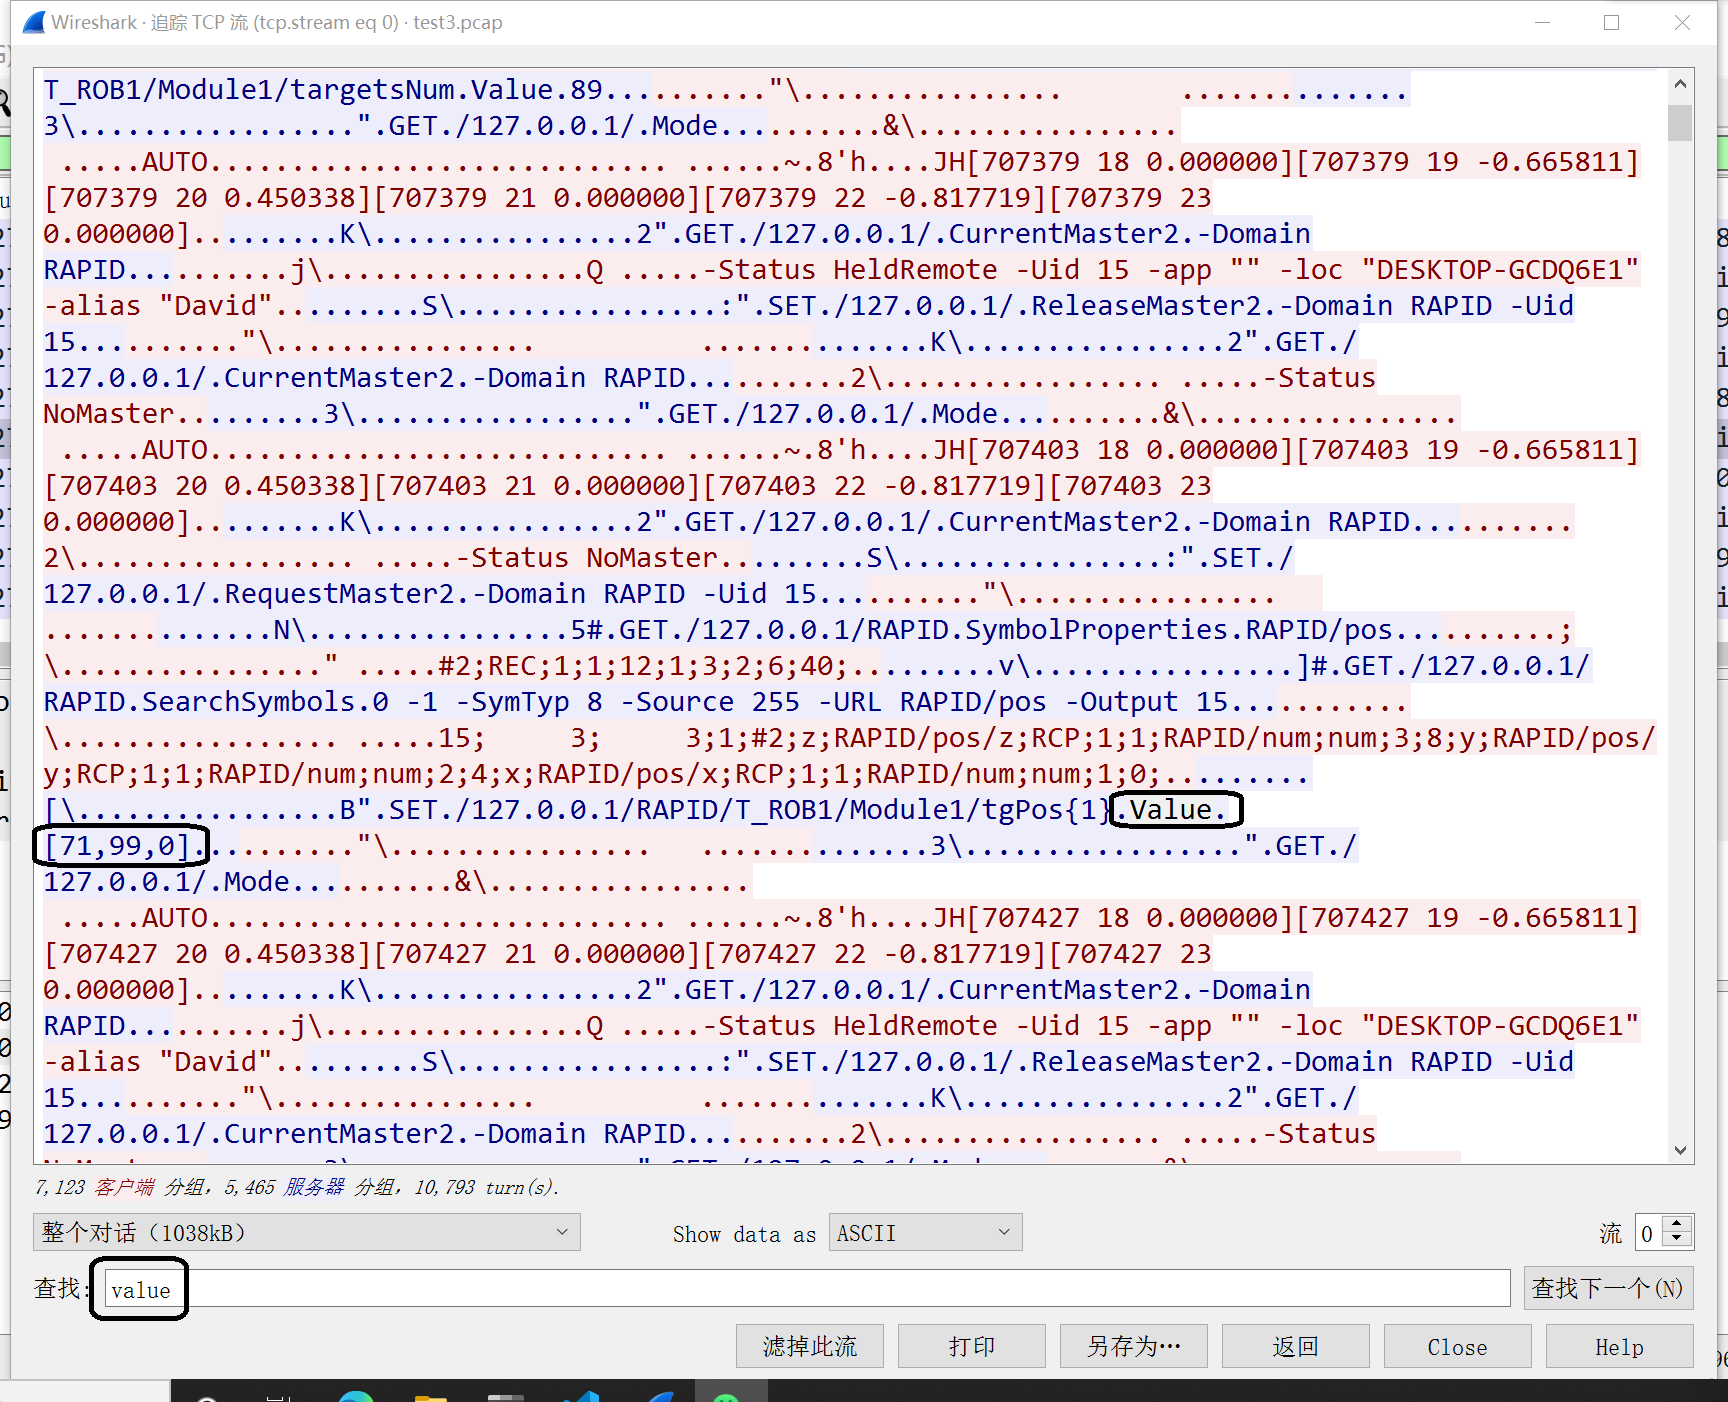 Wireshark · 追踪 TCP 流 (tcp.stream eq 0) · test3.pcap
T_ROB1/Module1/targetsNum.Value.89.........."\................ ..............
3\.................".GET./127.0.0.1/.Mode..........&\................
.....AUTO............................ ......~.8'h....JH[707379 18 0.000000][707379 19 -0.665811]
[707379 20 0.450338][707379 21 0.000000][707379 22 -0.817719][707379 23
0.000000].........K\................2".GET./127.0.0.1/.CurrentMaster2.-Domain
RAPID..........j\................Q .....-Status HeldRemote -Uid 15 -app "" -loc "DESKTOP-GCDQ6E1"
-alias "David".........S\................:".SET./127.0.0.1/.ReleaseMaster2.-Domain RAPID -Uid
15.........."\................ ..............K\................2".GET./
127.0.0.1/.CurrentMaster2.-Domain RAPID..........2\................. .....-Status
NoMaster.........3\.................".GET./127.0.0.1/.Mode..........&\................
.....AUTO............................ ......~.8'h....JH[707403 18 0.000000][707403 19 -0.665811]
[707403 20 0.450338][707403 21 0.000000][707403 22 -0.817719][707403 23
0.000000].........K\................2".GET./127.0.0.1/.CurrentMaster2.-Domain RAPID..........
2\................. .....-Status NoMaster.........S\................:".SET./
127.0.0.1/.RequestMaster2.-Domain RAPID -Uid 15.........."\................
..............N\................5#.GET./127.0.0.1/RAPID.SymbolProperties.RAPID/pos..........;
\................" .....#2;REC;1;1;12;1;3;2;6;40;.........v\................]#.GET./127.0.0.1/
RAPID.SearchSymbols.0 -1 -SymTyp 8 -Source 255 -URL RAPID/pos -Output 15...........
\................. .....15; 3; 3;1;#2;z;RAPID/pos/z;RCP;1;1;RAPID/num;num;3;8;y;RAPID/pos/
y;RCP;1;1;RAPID/num;num;2;4;x;RAPID/pos/x;RCP;1;1;RAPID/num;num;1;0;.........
[\................B".SET./127.0.0.1/RAPID/T_ROB1/Module1/tgPos{1}.Value.
[71,99,0].........."\................ ..............3\.................".GET./
127.0.0.1/.Mode..........&\................
.....AUTO............................ ......~.8'h....JH[707427 18 0.000000][707427 19 -0.665811]
[707427 20 0.450338][707427 21 0.000000][707427 22 -0.817719][707427 23
0.000000].........K\................2".GET./127.0.0.1/.CurrentMaster2.-Domain
RAPID..........j\................Q .....-Status HeldRemote -Uid 15 -app "" -loc "DESKTOP-GCDQ6E1"
-alias "David".........S\................:".SET./127.0.0.1/.ReleaseMaster2.-Domain RAPID -Uid
15.........."\................ ..............K\................2".GET./
127.0.0.1/.CurrentMaster2.-Domain RAPID..........2\................. .....-Status
7,123 客户端 分组，5,465 服务器 分组，10,793 turn(s).
整个对话（1038kB） Show data as ASCII 流 0
查找: value 查找下一个(N)
滤掉此流 打印 另存为… 返回 Close Help